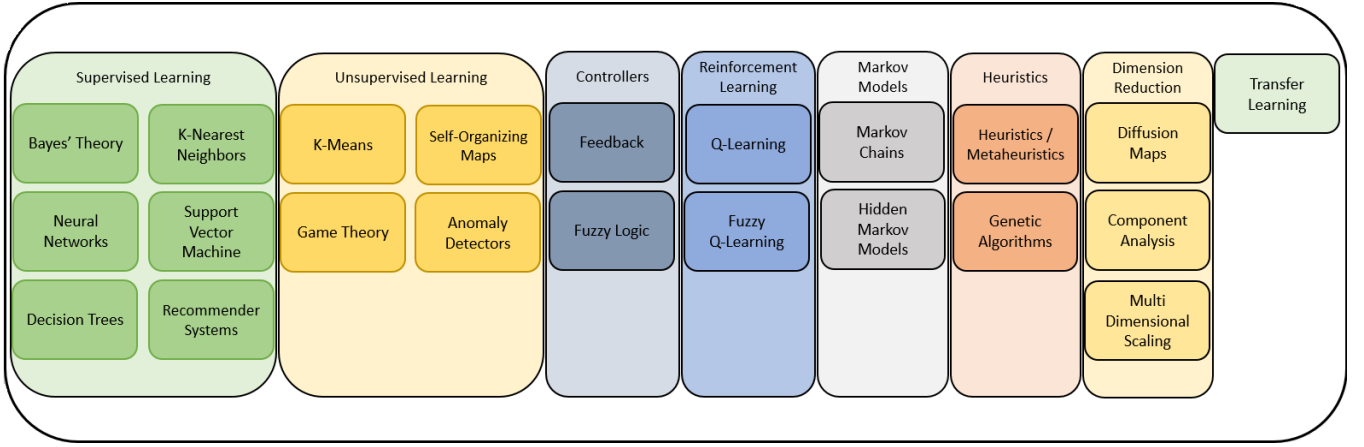 Supervised Learning
Bayes’ Theory
K-Nearest
Neighbors
Neural
Networks
Support
Vector
Machine
Decision Trees
Recommender
Systems
Unsupervised Learning
K-Means
Self-Organizing
Maps
Game Theory
Anomaly
Detectors
Controllers
Feedback
Fuzzy Logic
Reinforcement
Learning
Q-Learning
Fuzzy
Q-Learning
Markov
Models
Markov
Chains
Hidden
Markov
Models
Heuristics
Heuristics /
Metaheuristics
Genetic
Algorithms
Dimension
Reduction
Diffusion
Maps
Component
Analysis
Multi
Dimensional
Scaling
Transfer
Learning